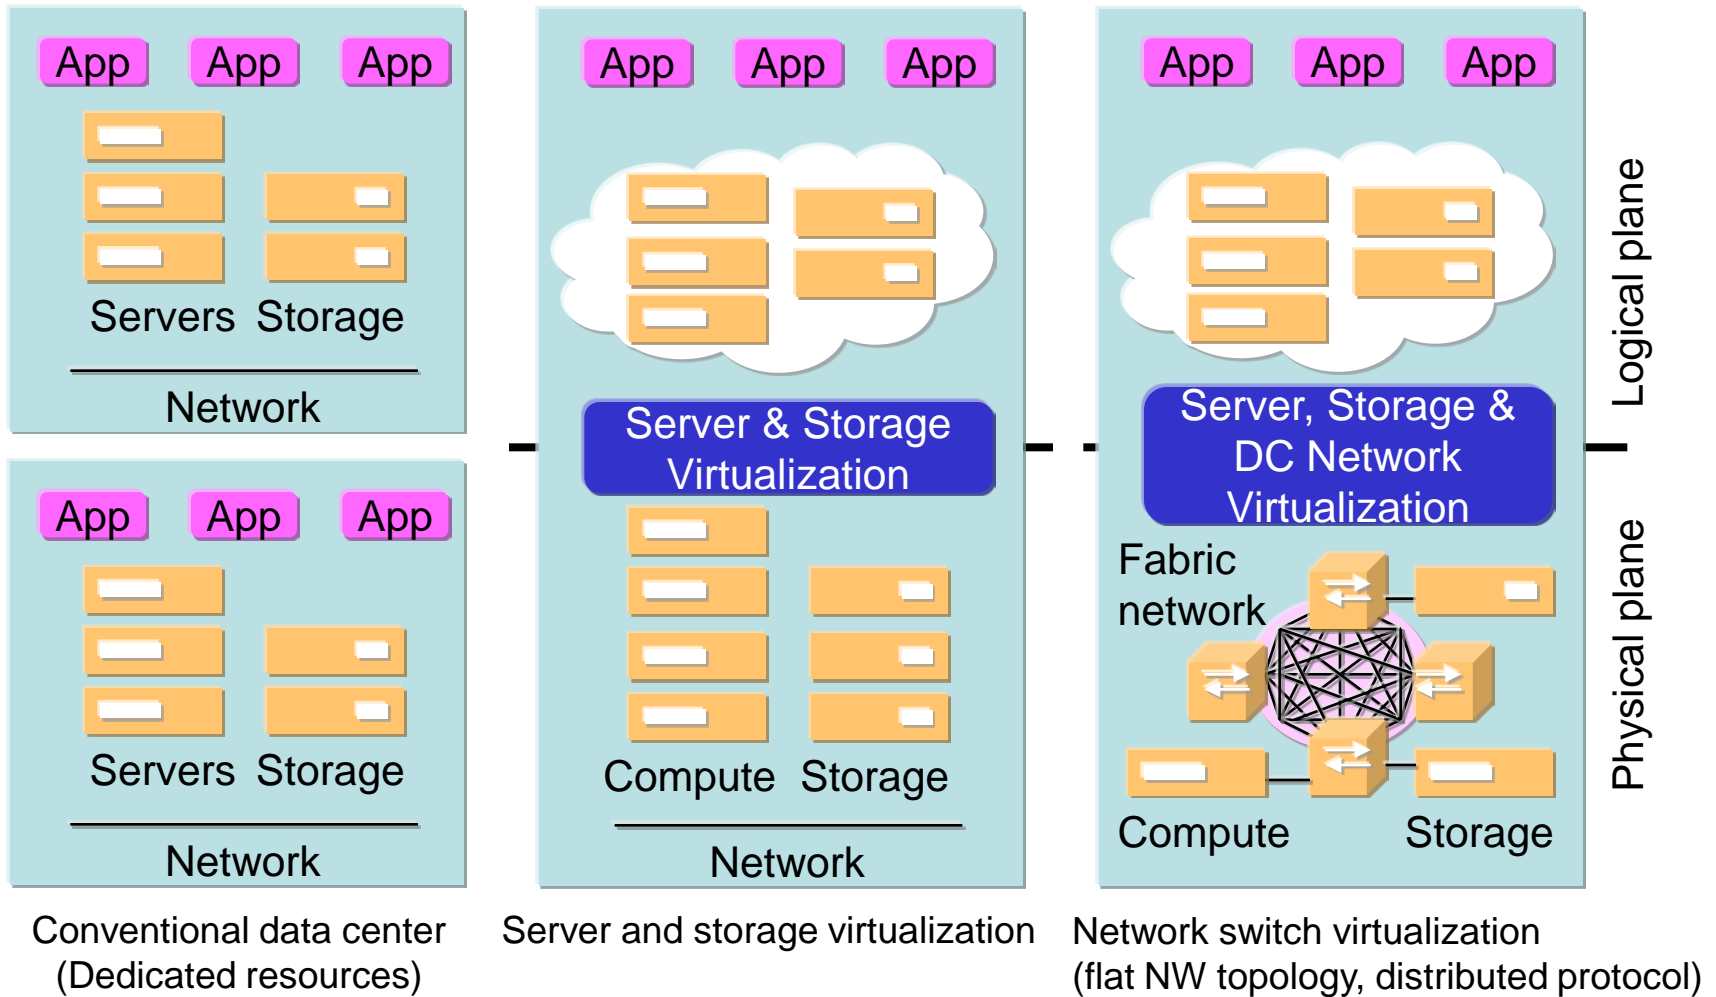 App App App
Servers Storage
Network
App App App
Servers Storage
Network
Conventional data center
(Dedicated resources)
App App App
Server & Storage
Virtualization
Compute Storage
Network
Server and storage virtualization
App App App
Server, Storage &
DC Network
Virtualization
Fabric
network
Compute Storage
Network switch virtualization
(flat NW topology, distributed protocol)
Logical plane
Physical plane